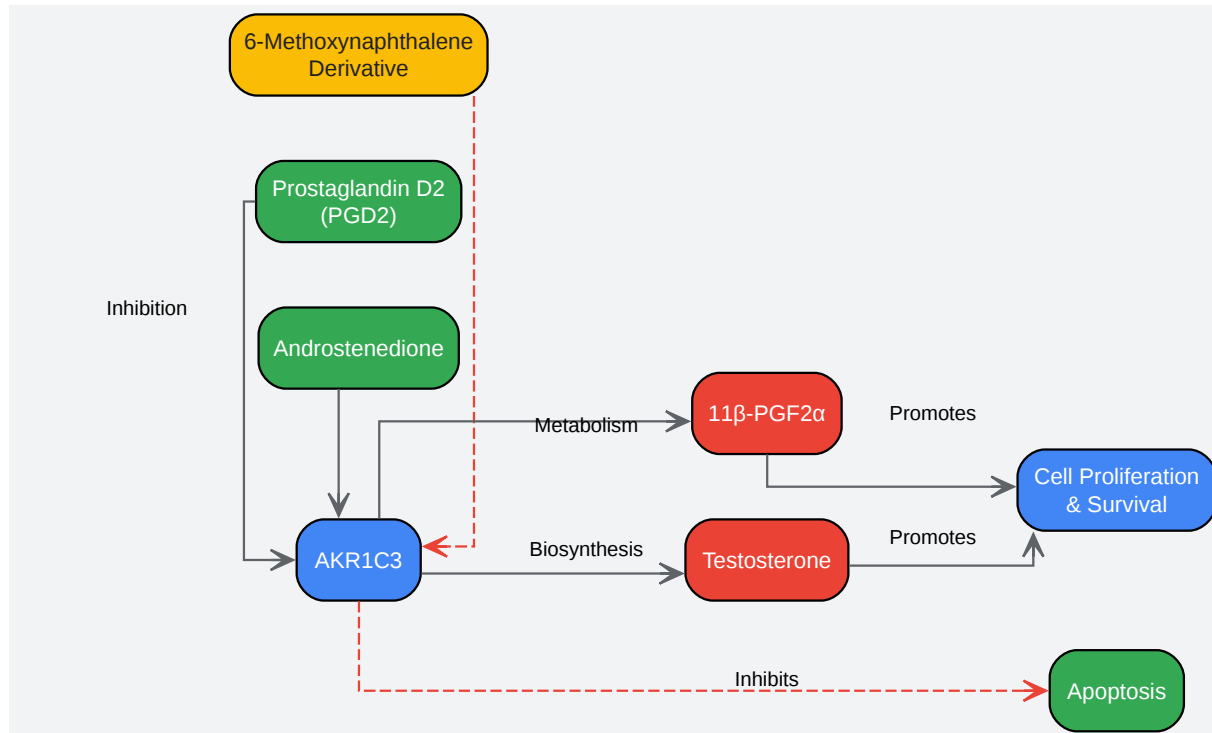 6-Methoxynaphthalene
Derivative
Prostaglandin D2
(PGD2)
Inhibition
Androstenedione
Metabolism
11β-PGF2α
Promotes
Cell Proliferation
& Survival
AKR1C3
Biosynthesis
Testosterone
Promotes
Inhibits
Apoptosis